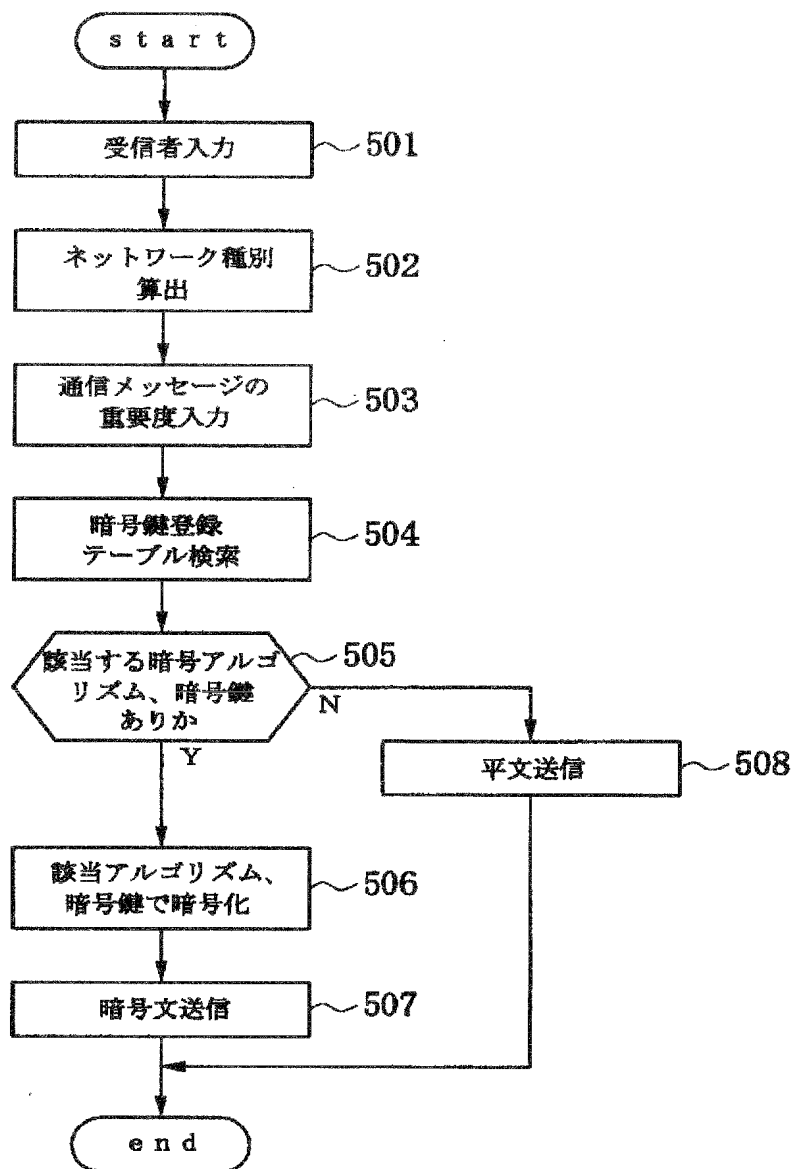 start
受信者入力
501
ネットワーク種別
算出
502
通信メッセージの
重要度入力
503
暗号鍵登録
テーブル検索
504
該当する暗号アルゴ
リズム、暗号鍵
ありか
505
N
Y
平文送信
508
該当アルゴリズム、
暗号鍵で暗号化
506
暗号文送信
507
end